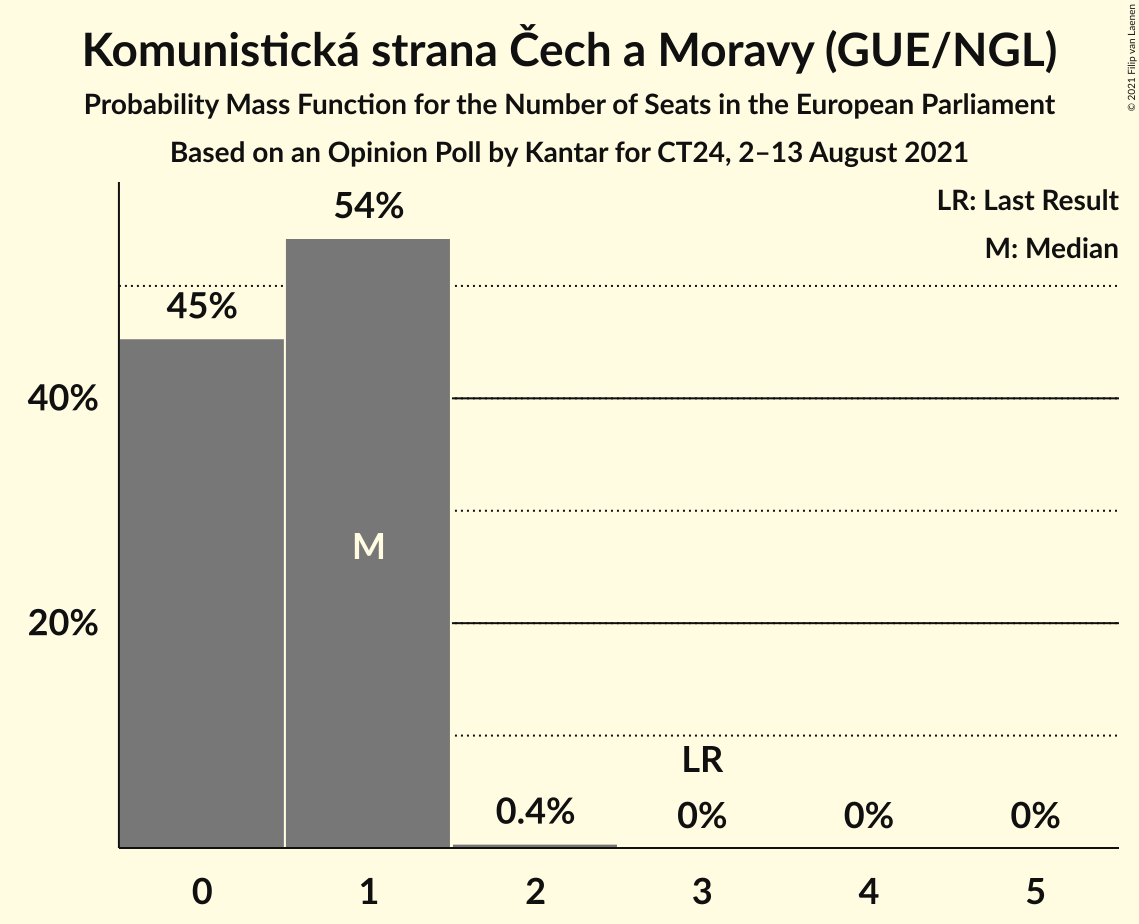 Komunistická strana Čech a Moravy (GUE/NGL)
Probability Mass Function for the Number of Seats in the European Parliament
Based on an Opinion Poll by Kantar for CT24, 2–13 August 2021
© 2021 Filip van Laenen
LR: Last Result
M: Median
54%
45%
40%
M
20%
LR
0.4%
0%
0%
0%
0 1 2 3 4 5